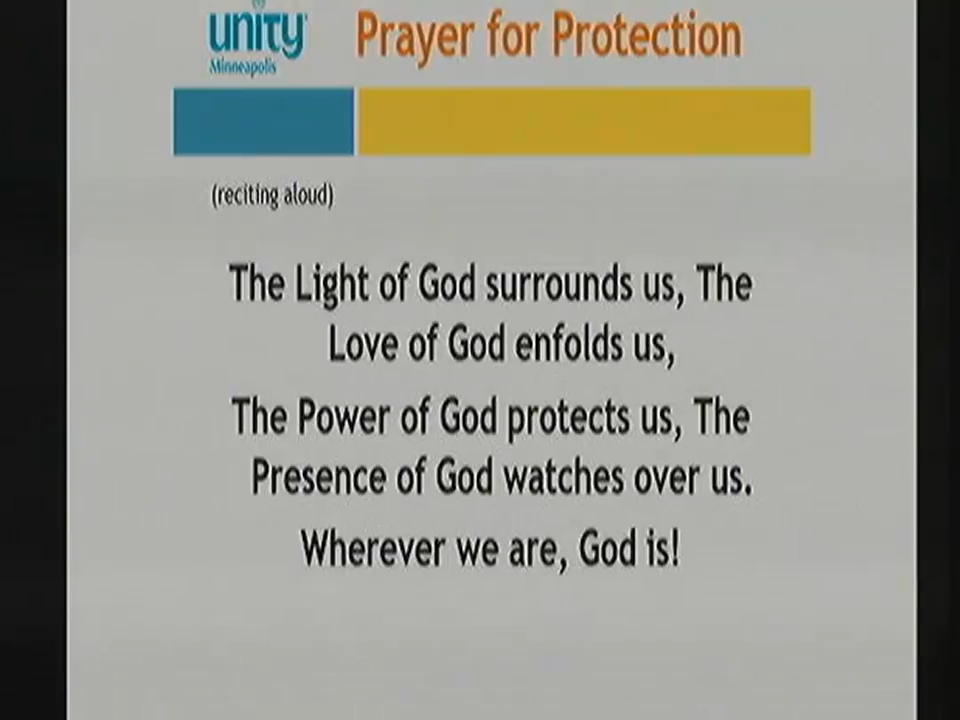 unity Prayer for Protection
Minneapolis
(reciting aloud)
The Light of God surrounds us, The
Love of God enfolds us,
The Power of God protects us, The
Presence of God watches over us.
Wherever we are, God is!